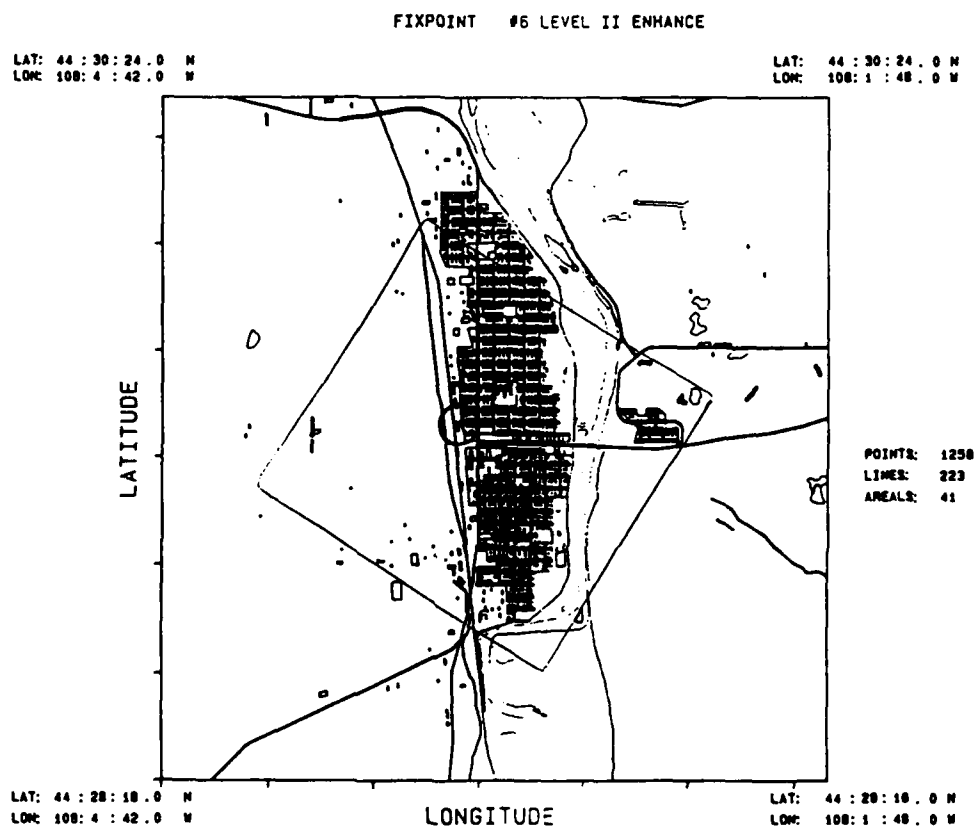 FIXPOINT #6 LEVEL II ENHANCE
LAT: 44 : 30 : 24 . 0 N
LON: 108: 4 : 42. 0 W
LAT: 44 : 30 : 24 . 0 N
LON: 108: 1 : 48 . 0 W
LATITUDE
POINTS: 1258
LINES: 223
AREALS: 41
LAT: 44 : 28 : 18 . 0 N
LON: 108: 4 : 42. 0 W
LONGITUDE
LAT: 44 : 28 : 18 . 0 N
LON: 108: 1 : 48 . 0 W